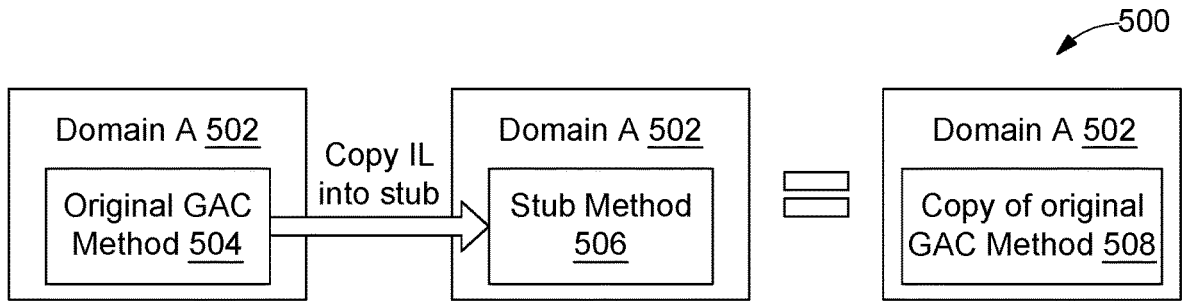 500
Domain A 502
Original GAC
Method 504
Copy IL
into stub
Domain A 502
Stub Method
506
Domain A 502
Copy of original
GAC Method 508